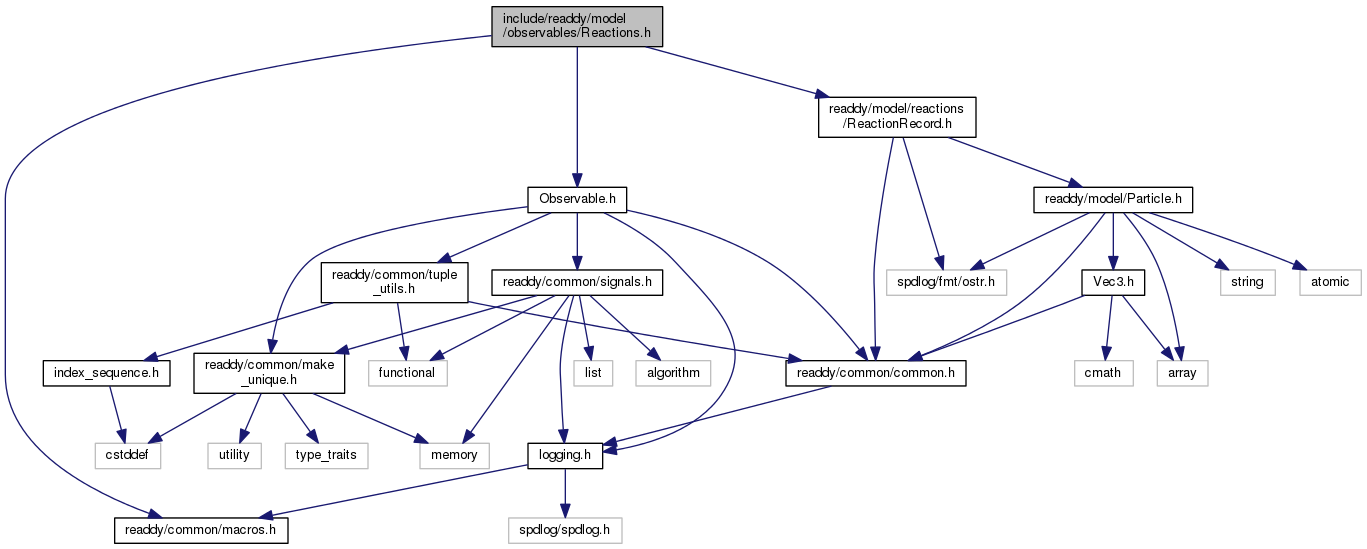 include/readdy/model
/observables/Reactions.h
readdy/model/reactions
/ReactionRecord.h
Observable.h
readdy/model/Particle.h
readdy/common/tuple
_utils.h
readdy/common/signals.h
spdlog/fmt/ostr.h
Vec3.h
string
atomic
index_sequence.h
readdy/common/make
_unique.h
functional
list
algorithm
readdy/common/common.h
cmath
array
cstddef
utility
type_traits
memory
logging.h
readdy/common/macros.h
spdlog/spdlog.h